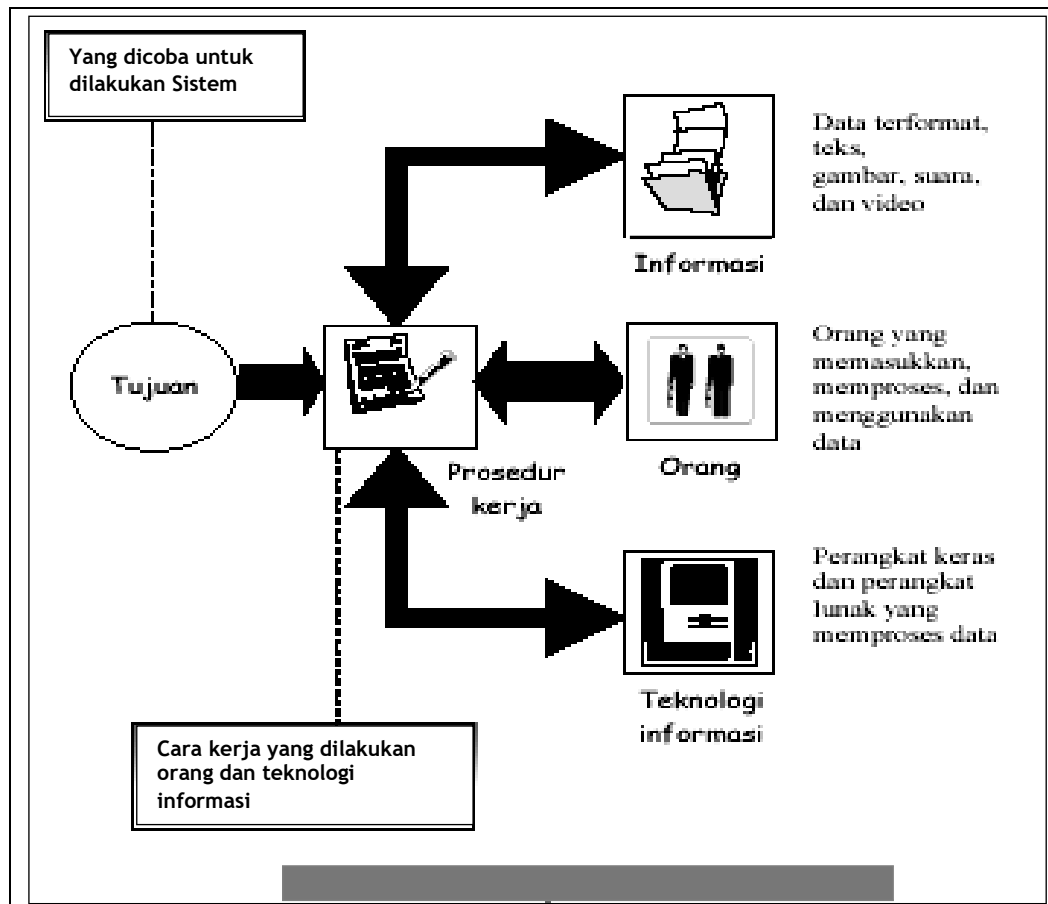 Yang dicoba untuk
dilakukan Sistem
Data terformat,
teks,
gambar, suara,
dan video
Informasi
Tujuan
Prosedur
kerja
Orang yang
memasukkan,
memproses, dan
menggunakan
data
Orang
Perangkat keras
dan perangkat
lunak yang
memproses data
Teknologi
informasi
Cara kerja yang dilakukan
orang dan teknologi
informasi